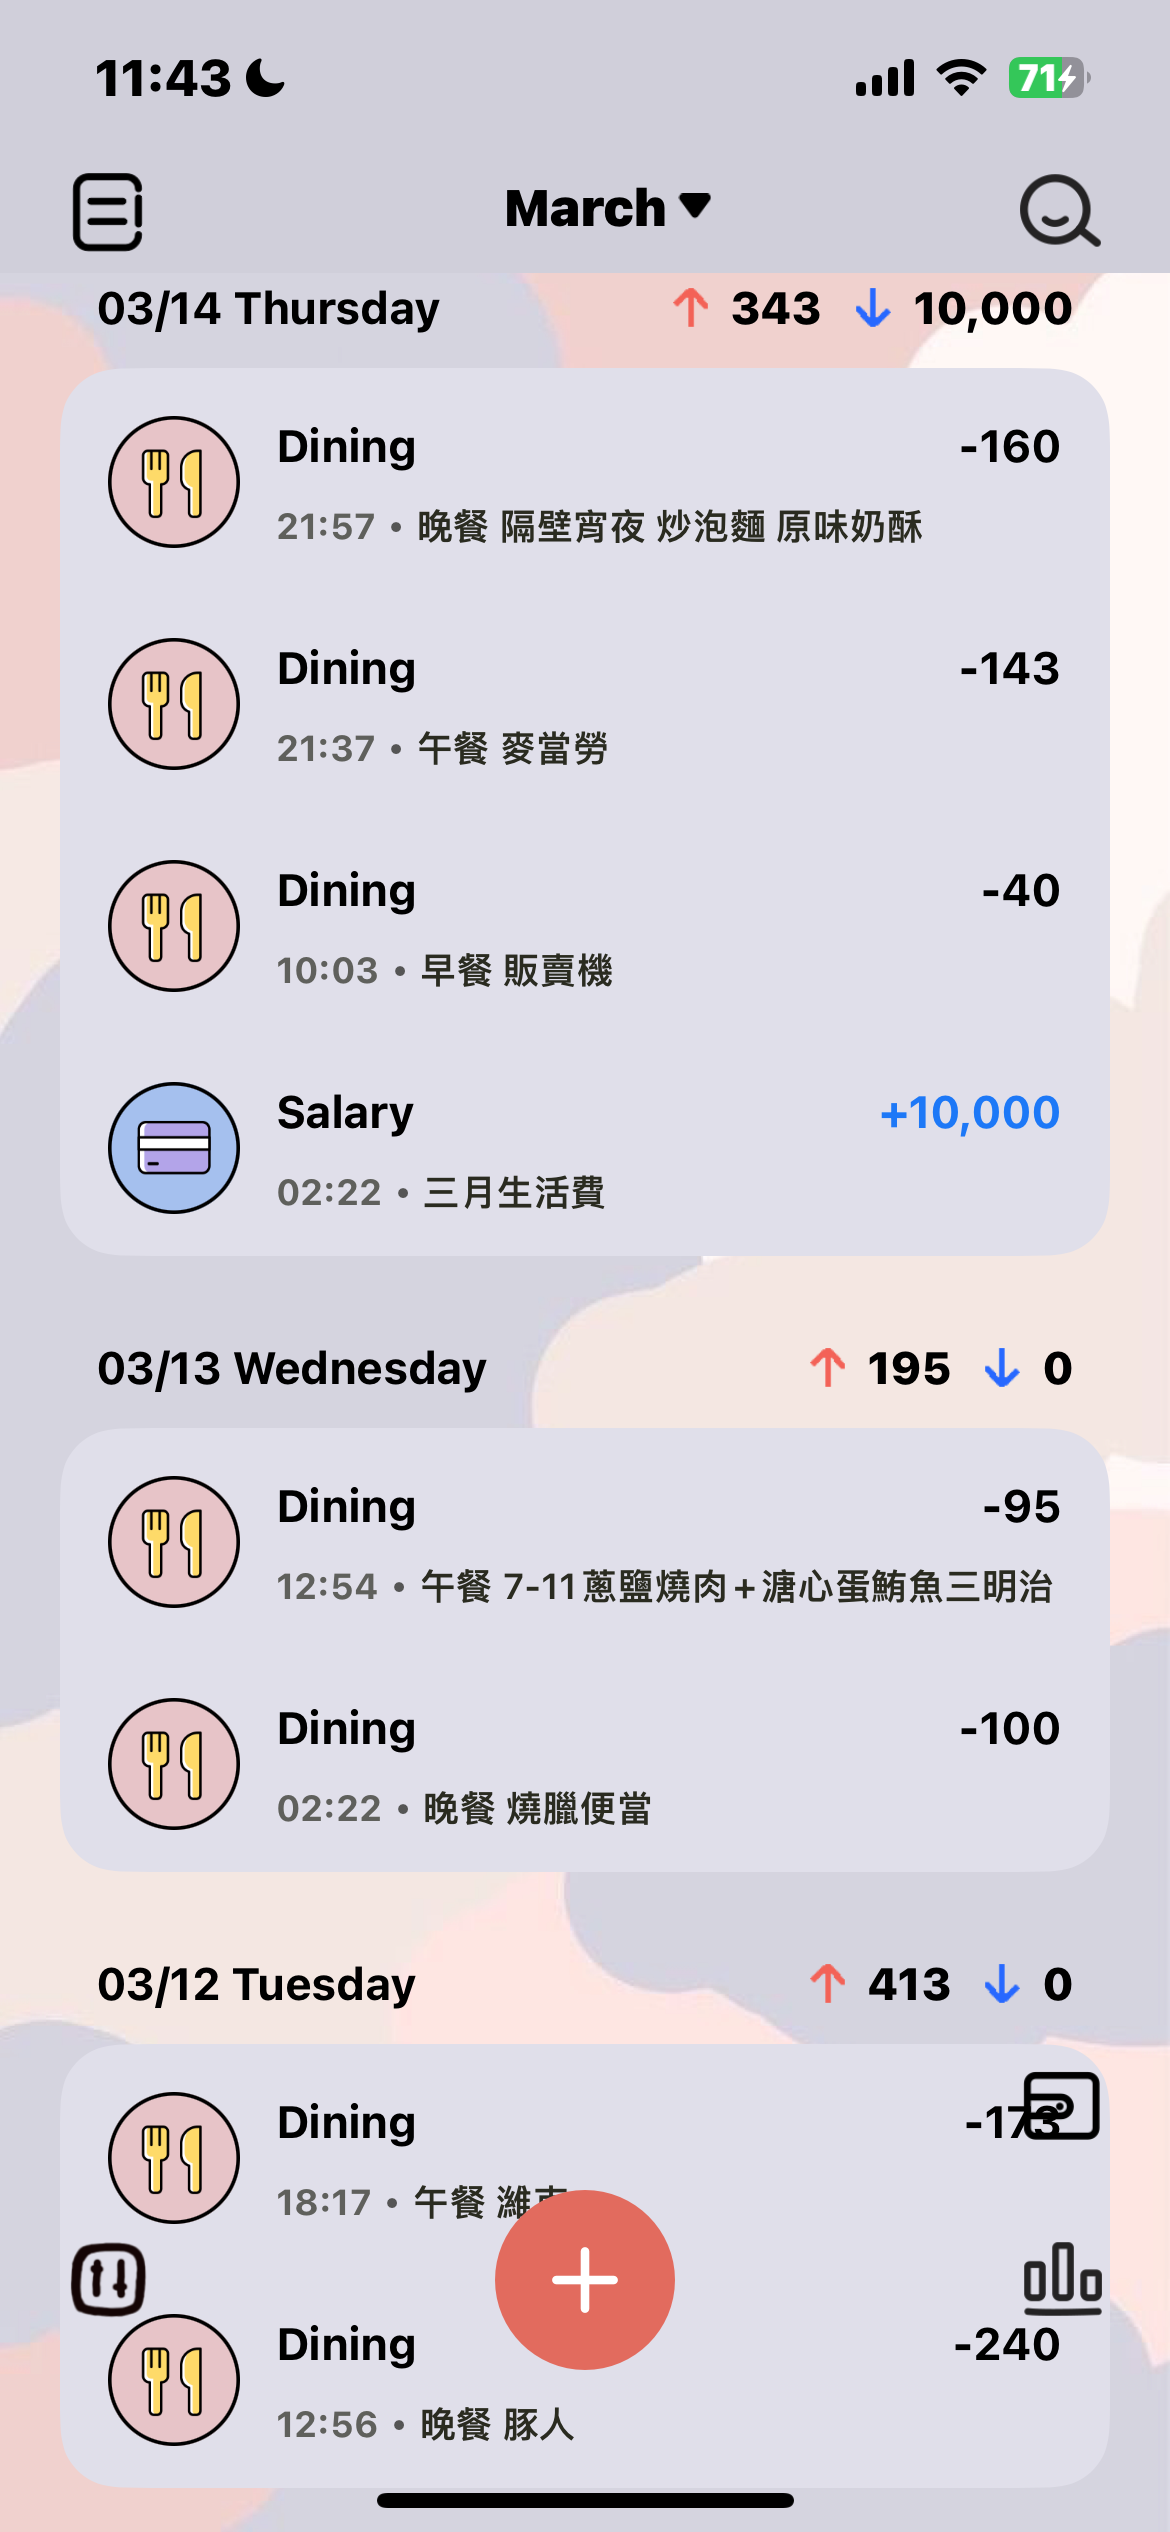 11:43
71
March
03/14 Thursday 343 10,000
Dining -160
21:57 • 晚餐 隔壁宵夜 炒泡麵 原味奶酥
Dining -143
21:37 • 午餐 麥當勞
Dining -40
10:03 • 早餐 販賣機
Salary +10,000
02:22 • 三月生活費
03/13 Wednesday 195 0
Dining -95
12:54 • 午餐 7-11蔥鹽燒肉+溏心蛋鮪魚三明治
Dining -100
02:22 • 晚餐 燒臘便當
03/12 Tuesday 413 0
Dining -173
18:17 • 午餐 濰
Dining -240
12:56 • 晚餐 豚人